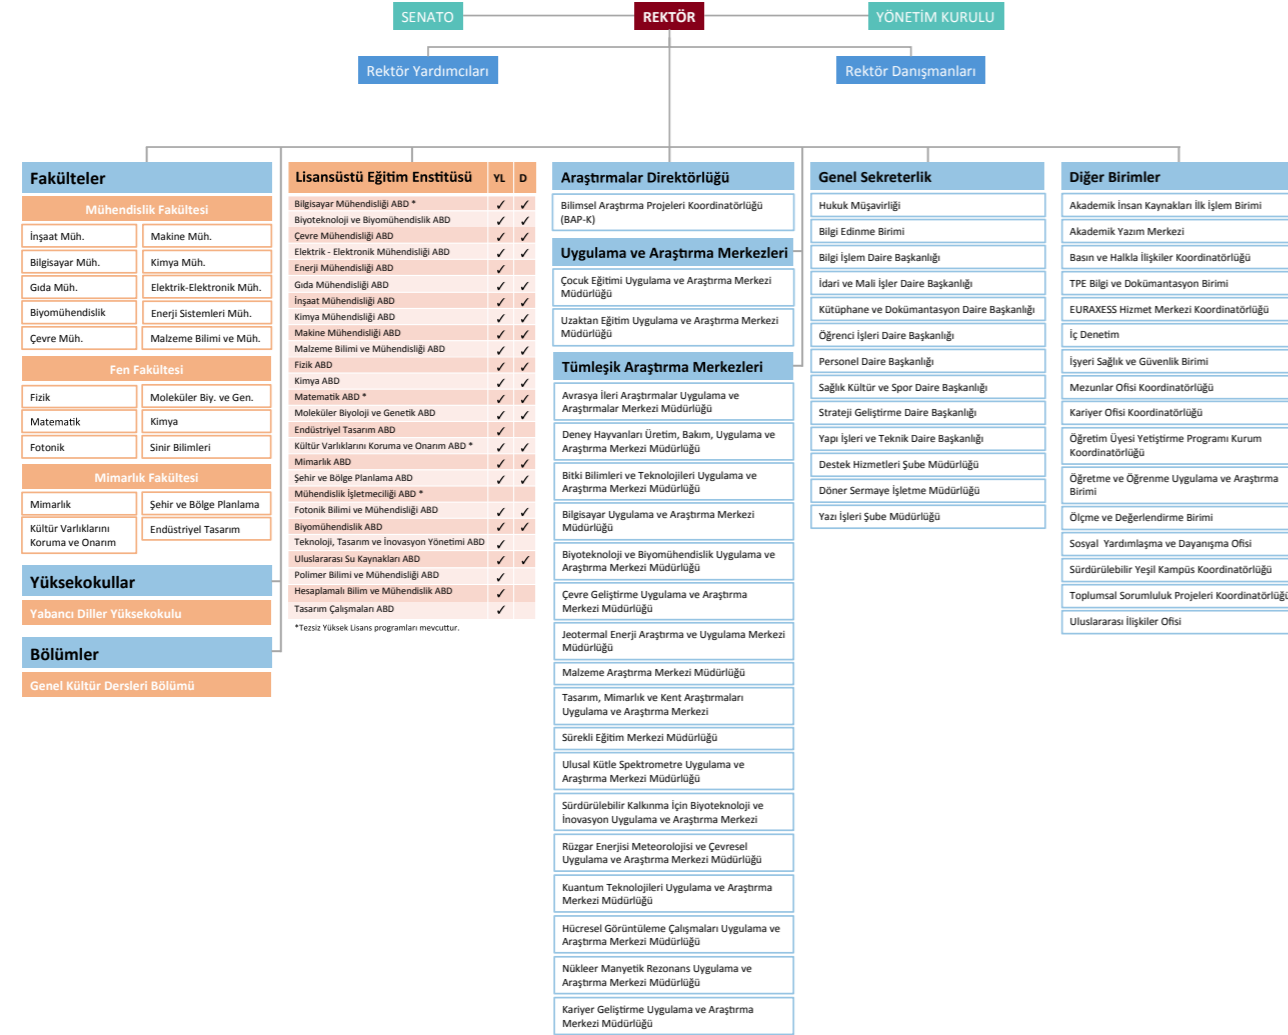 SENATO
REKTÖR
YÖNETİM KURULU
Rektör Yardımcıları
Rektör Danışmanları
Fakülteler
Mühendislik Fakültesi
İnşaat Müh.
Makine Müh.
Bilgisayar Müh.
Kimya Müh.
Gıda Müh.
Elektrik-Elektronik Müh.
Biyomühendislik
Enerji Sistemleri Müh.
Çevre Müh.
Malzeme Bilimi ve Müh.
Fen Fakültesi
Fizik
Moleküler Biy. ve Gen.
Matematik
Kimya
Fotonik
Sinir Bilimleri
Mimarlık Fakültesi
Mimarlık
Şehir ve Bölge Planlama
Kültür Varlıklarını
Koruma ve Onarım
Endüstriyel Tasarım
Yüksekokullar
Yabancı Diller Yüksekokulu
Bölümler
Genel Kültür Dersleri Bölümü
Lisansüstü Eğitim Enstitüsü YL D
Bilgisayar Mühendisliği ABD * ✓ ✓
Biyoteknoloji ve Biyomühendislik ABD ✓ ✓
Çevre Mühendisliği ABD ✓ ✓
Elektrik - Elektronik Mühendisliği ABD ✓ ✓
Enerji Mühendisliği ABD ✓
Gıda Mühendisliği ABD ✓ ✓
İnşaat Mühendisliği ABD ✓ ✓
Kimya Mühendisliği ABD ✓ ✓
Makine Mühendisliği ABD ✓ ✓
Malzeme Bilimi ve Mühendisliği ABD ✓ ✓
Fizik ABD ✓ ✓
Kimya ABD ✓ ✓
Matematik ABD * ✓ ✓
Moleküler Biyoloji ve Genetik ABD ✓ ✓
Endüstriyel Tasarım ABD ✓
Kültür Varlıklarını Koruma ve Onarım ABD * ✓ ✓
Mimarlık ABD ✓ ✓
Şehir ve Bölge Planlama ABD ✓ ✓
Mühendislik İşletmeciliği ABD *
Fotonik Bilimi ve Mühendisliği ABD ✓ ✓
Biyomühendislik ABD ✓ ✓
Teknoloji, Tasarım ve İnovasyon Yönetimi ABD ✓
Uluslararası Su Kaynakları ABD ✓ ✓
Polimer Bilimi ve Mühendisliği ABD ✓
Hesaplamalı Bilim ve Mühendislik ABD ✓
Tasarım Çalışmaları ABD ✓
*Tezsiz Yüksek Lisans programları mevcuttur.
Araştırmalar Direktörlüğü
Bilimsel Araştırma Projeleri Koordinatörlüğü
(BAP-K)
Uygulama ve Araştırma Merkezleri
Çocuk Eğitimi Uygulama ve Araştırma Merkezi
Müdürlüğü
Uzaktan Eğitim Uygulama ve Araştırma Merkezi
Müdürlüğü
Tümleşik Araştırma Merkezleri
Avrasya İleri Araştırmalar Uygulama ve
Araştırmalar Merkezi Müdürlüğü
Deney Hayvanları Üretim, Bakım, Uygulama ve
Araştırma Merkezi Müdürlüğü
Bitki Bilimleri ve Teknolojileri Uygulama ve
Araştırma Merkezi Müdürlüğü
Bilgisayar Uygulama ve Araştırma Merkezi
Müdürlüğü
Biyoteknoloji ve Biyomühendislik Uygulama ve
Araştırma Merkezi Müdürlüğü
Çevre Geliştirme Uygulama ve Araştırma
Merkezi Müdürlüğü
Jeotermal Enerji Araştırma ve Uygulama Merkezi
Müdürlüğü
Malzeme Araştırma Merkezi Müdürlüğü
Tasarım, Mimarlık ve Kent Araştırmaları
Uygulama ve Araştırma Merkezi
Sürekli Eğitim Merkezi Müdürlüğü
Ulusal Kütle Spektrometre Uygulama ve
Araştırma Merkezi Müdürlüğü
Sürdürülebilir Kalkınma İçin Biyoteknoloji ve
İnovasyon Uygulama ve Araştırma Merkezi
Rüzgar Enerjisi Meteorolojisi ve Çevresel
Uygulama ve Araştırma Merkezi Müdürlüğü
Kuantum Teknolojileri Uygulama ve Araştırma
Merkezi Müdürlüğü
Hücresel Görüntüleme Çalışmaları Uygulama ve
Araştırma Merkezi Müdürlüğü
Nükleer Manyetik Rezonans Uygulama ve
Araştırma Merkezi Müdürlüğü
Kariyer Geliştirme Uygulama ve Araştırma
Merkezi Müdürlüğü
Genel Sekreterlik
Hukuk Müşavirliği
Bilgi Edinme Birimi
Bilgi İşlem Daire Başkanlığı
İdari ve Mali İşler Daire Başkanlığı
Kütüphane ve Dokümantasyon Daire Başkanlığı
Öğrenci İşleri Daire Başkanlığı
Personel Daire Başkanlığı
Sağlık Kültür ve Spor Daire Başkanlığı
Strateji Geliştirme Daire Başkanlığı
Yapı İşleri ve Teknik Daire Başkanlığı
Destek Hizmetleri Şube Müdürlüğü
Döner Sermaye İşletme Müdürlüğü
Yazı İşleri Şube Müdürlüğü
Diğer Birimler
Akademik İnsan Kaynakları İlk İşlem Birimi
Akademik Yazım Merkezi
Basın ve Halkla İlişkiler Koordinatörlüğü
TPE Bilgi ve Dokümantasyon Birimi
EURAXESS Hizmet Merkezi Koordinatörlüğü
İç Denetim
İşyeri Sağlık ve Güvenlik Birimi
Mezunlar Ofisi Koordinatörlüğü
Kariyer Ofisi Koordinatörlüğü
Öğretim Üyesi Yetiştirme Programı Kurum
Koordinatörlüğü
Öğretme ve Öğrenme Uygulama ve Araştırma
Birimi
Ölçme ve Değerlendirme Birimi
Sosyal Yardımlaşma ve Dayanışma Ofisi
Sürdürülebilir Yeşil Kampüs Koordinatörlüğü
Toplumsal Sorumluluk Projeleri Koordinatörlüğü
Uluslararası İlişkiler Ofisi